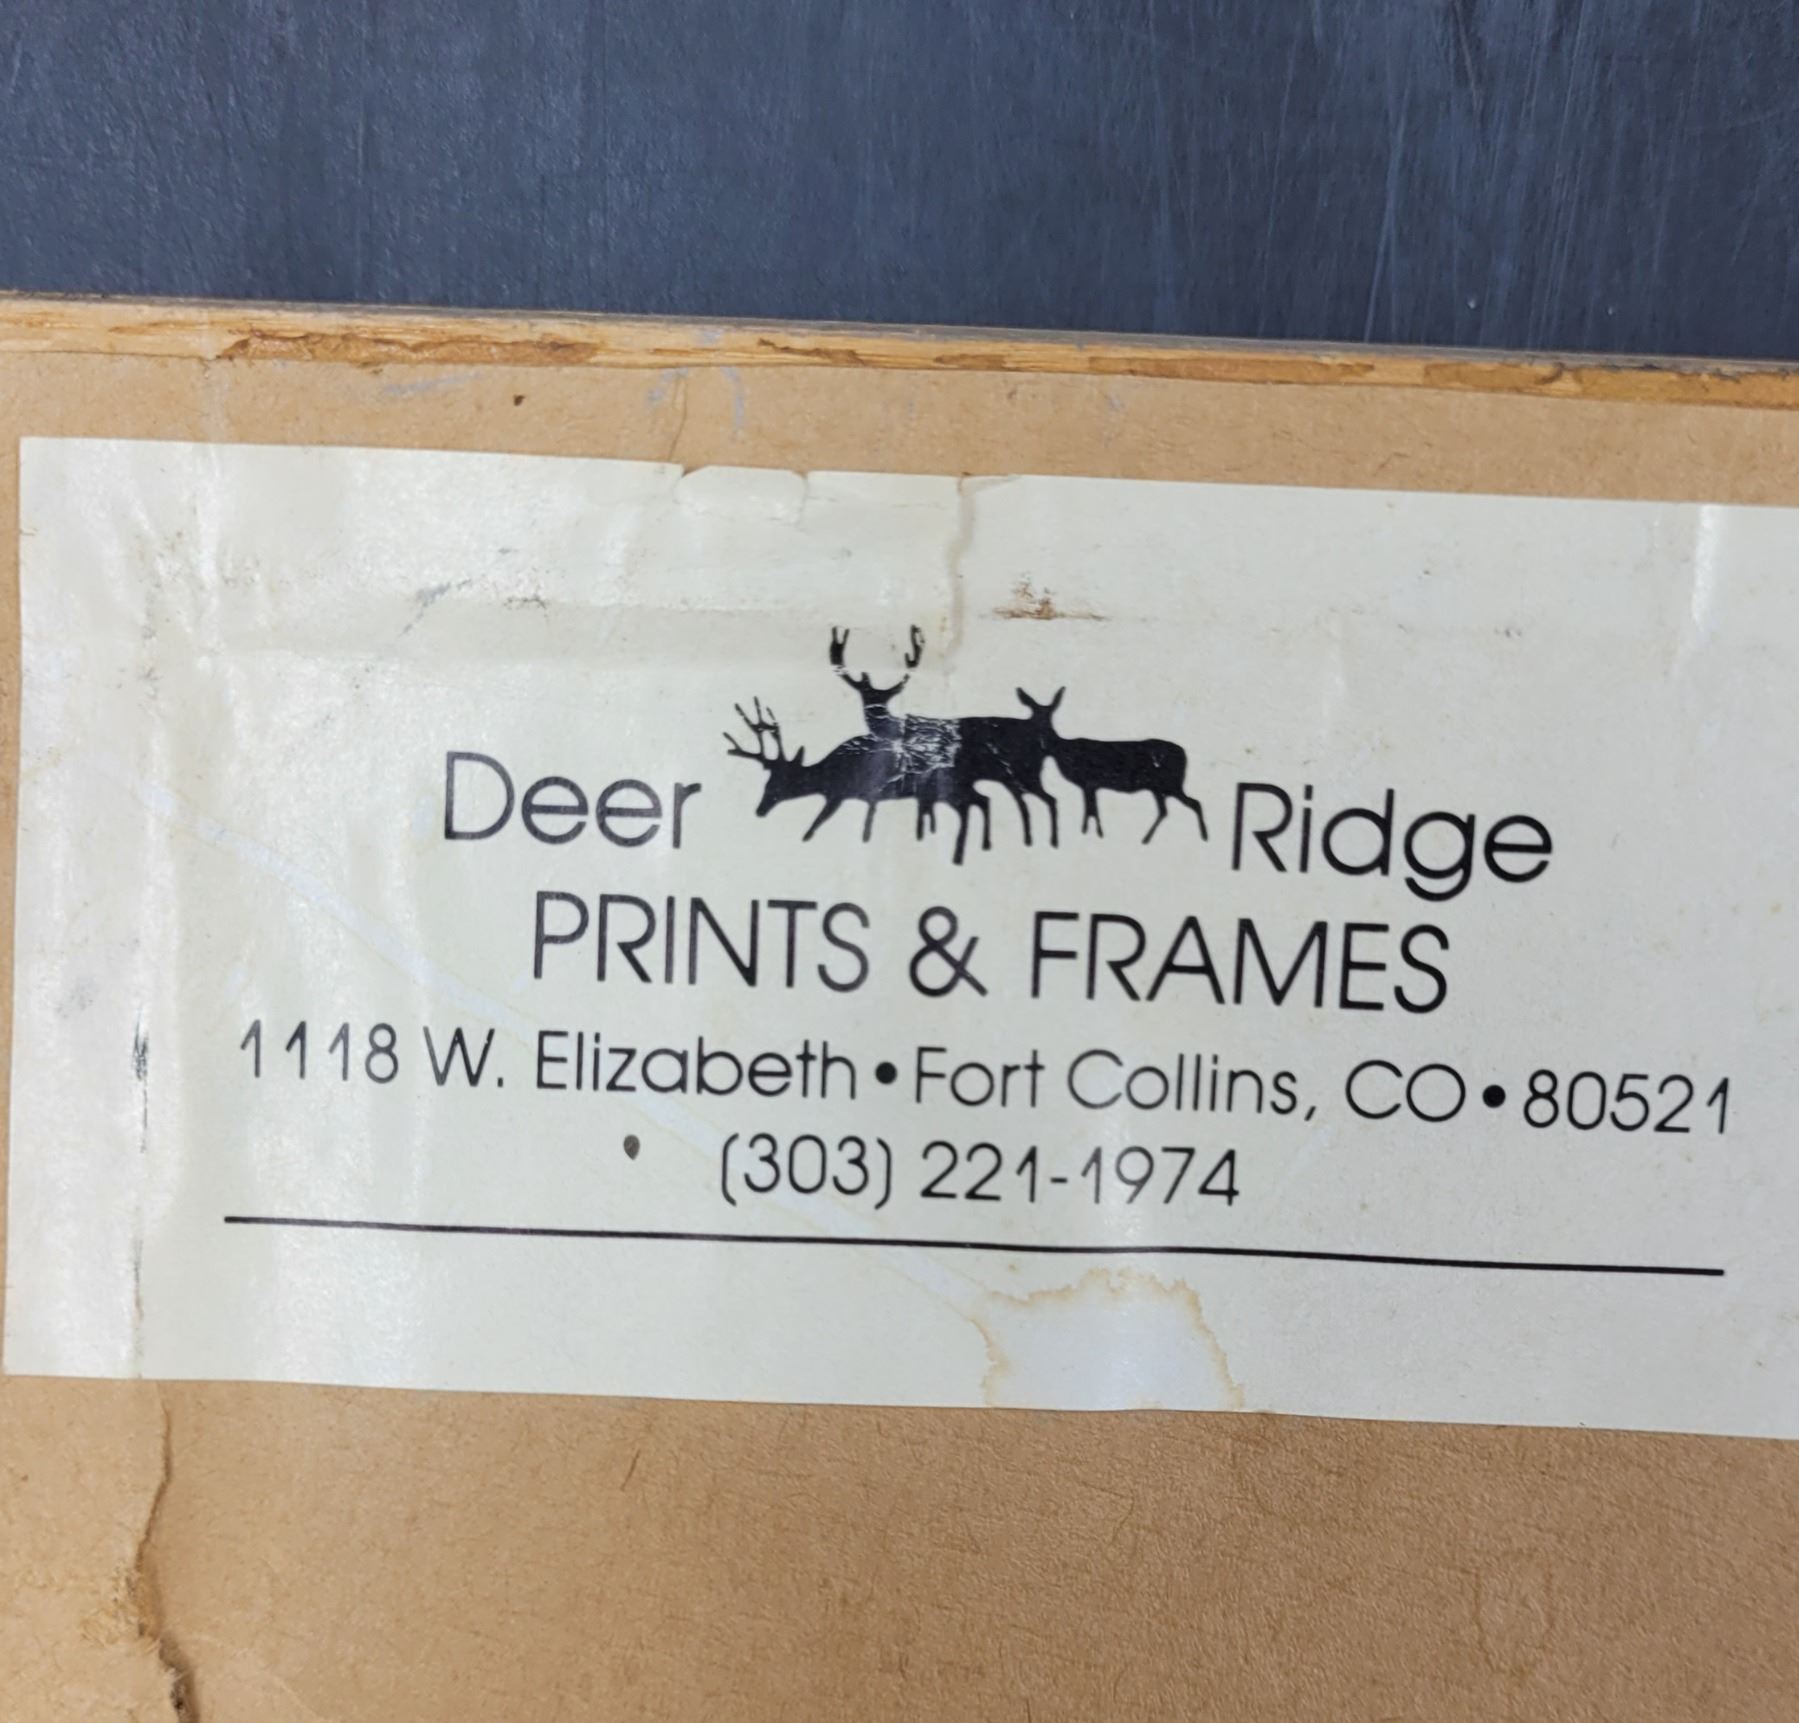 Deer Ridge
PRINTS & FRAMES
1118 W. Elizabeth • Fort Collins, CO • 80521
(303) 221-1974